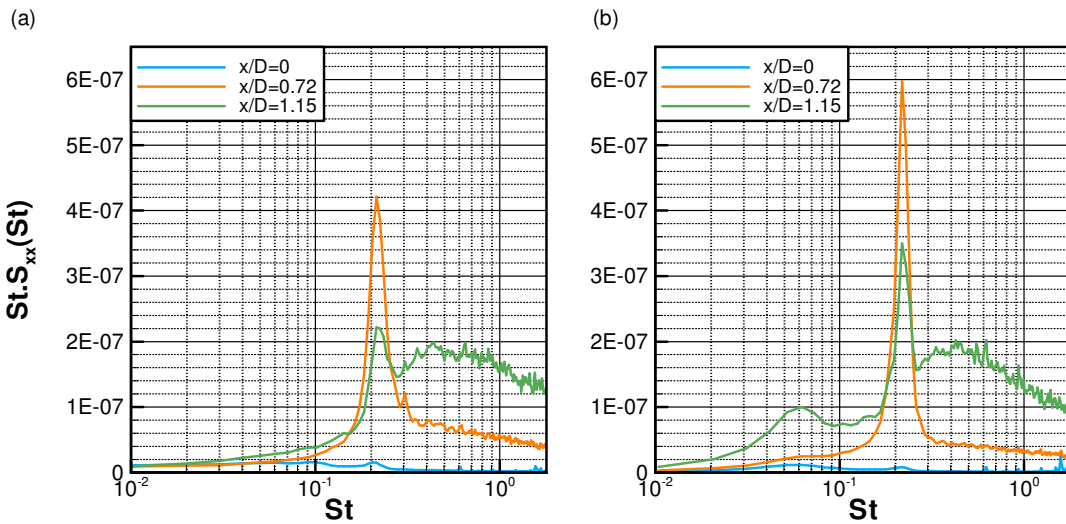 (a)
x/D=0
x/D=0.72
x/D=1.15
6E-07
5E-07
4E-07
3E-07
2E-07
1E-07
0
St.Sxx(St)
10-2
10-1
100
St
(b)
x/D=0
x/D=0.72
x/D=1.15
6E-07
5E-07
4E-07
3E-07
2E-07
1E-07
0
10-2
10-1
100
St